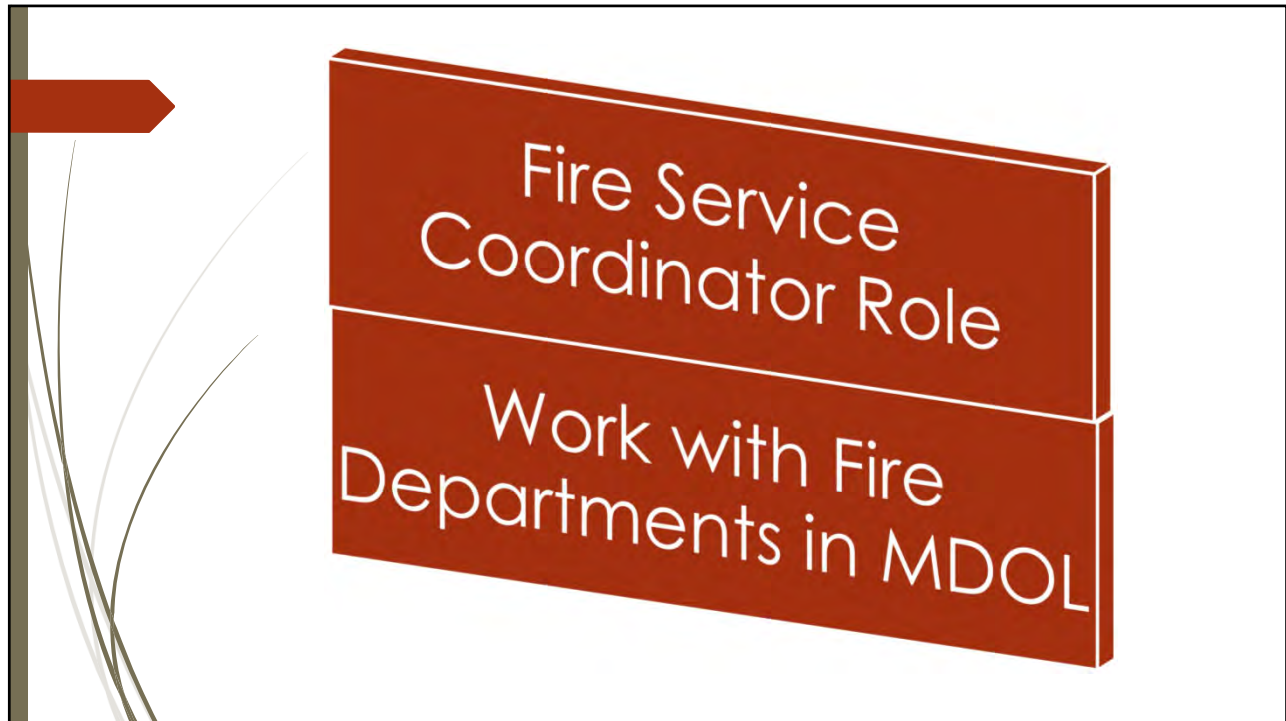 Fire Service
Coordinator Role
Work with Fire
Departments in MDOL